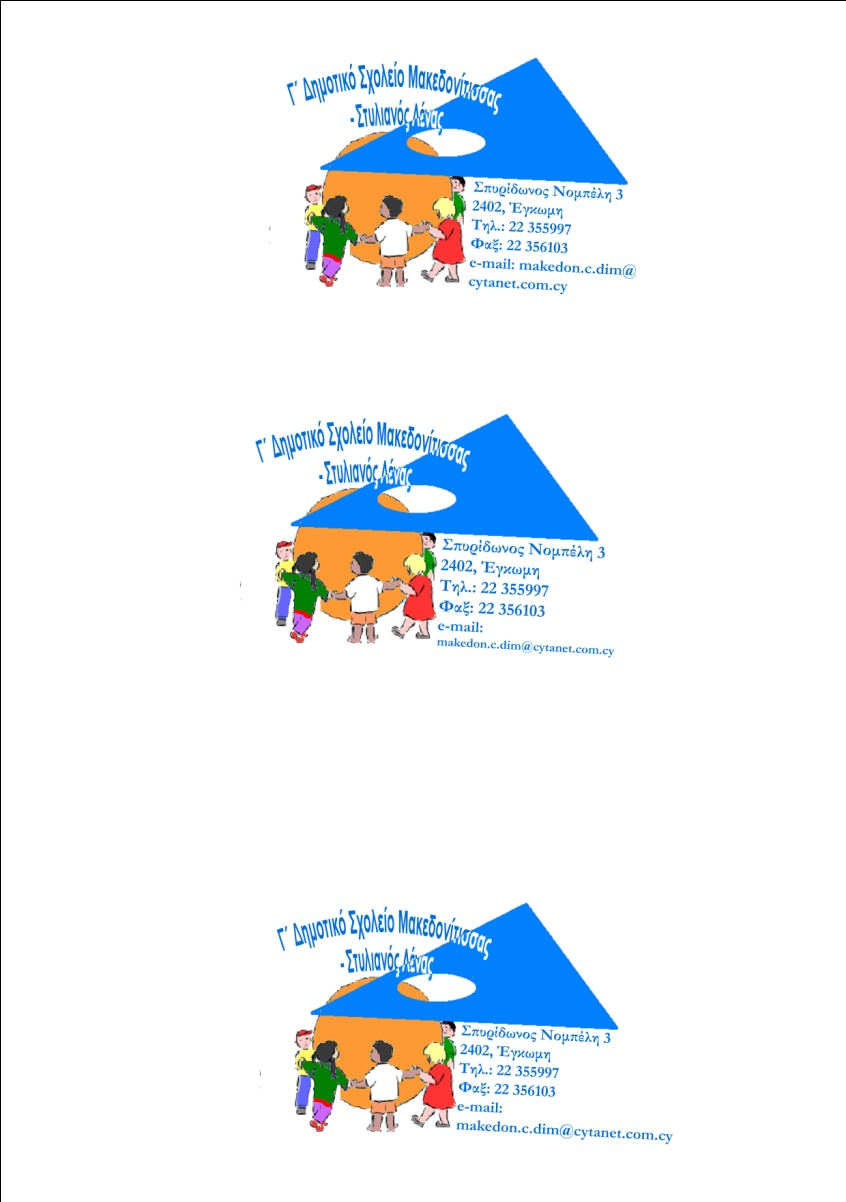 Γ΄ Δημοτικό Σχολείο Μακεδονίτισσας
- Στυλιανός Λένας
Σπυρίδωνος Νομπέλη 3
2402, Έγκωμη
Τηλ.: 22 355997
Φαξ: 22 356103
e-mail: makedon.c.dim@
cytanet.com.cy
Γ΄ Δημοτικό Σχολείο Μακεδονίτισσας
- Στυλιανός Λένας
Σπυρίδωνος Νομπέλη 3
2402, Έγκωμη
Τηλ.: 22 355997
Φαξ: 22 356103
e-mail:
makedon.c.dim@cytanet.com.cy
Γ΄ Δημοτικό Σχολείο Μακεδονίτισσας
- Στυλιανός Λένας
Σπυρίδωνος Νομπέλη 3
2402, Έγκωμη
Τηλ.: 22 355997
Φαξ: 22 356103
e-mail:
makedon.c.dim@cytanet.com.cy